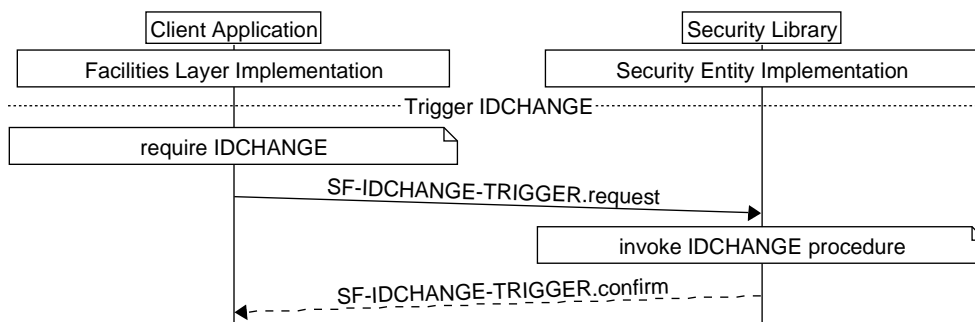 Client Application
Security Library
Facilities Layer Implementation
Security Entity Implementation
Trigger IDCHANGE
require IDCHANGE
SF-IDCHANGE-TRIGGER.request
invoke IDCHANGE procedure
SF-IDCHANGE-TRIGGER.confirm